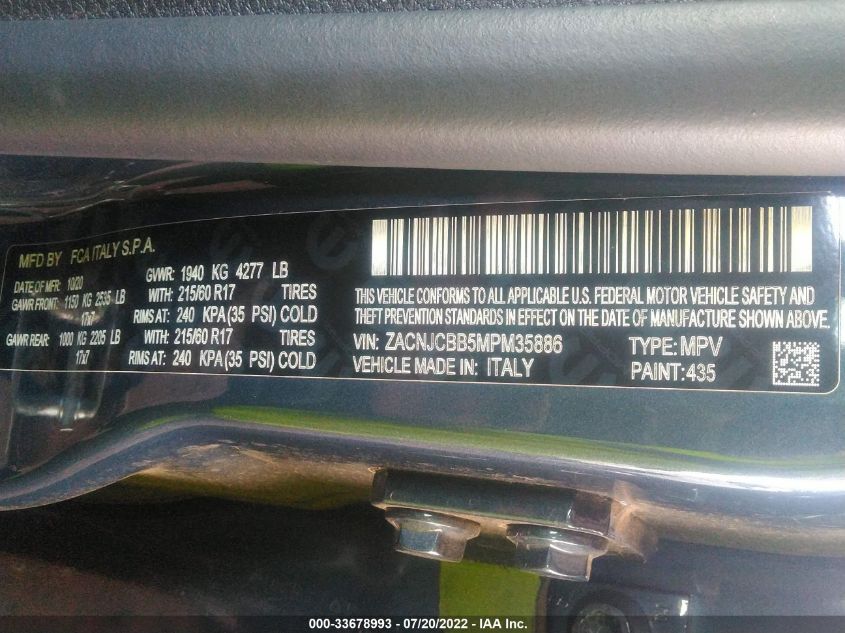 MFD BY FCA ITALY S.P.A.
DATE OF MFR: 10/20 GVWR: 1940 KG 4277 LB
GAWR FRONT: 1150 KG 2535 LB WITH: 215/60 R17 TIRES
17x7 RIMS AT: 240 KPA(35 PSI) COLD
GAWR REAR: 1000 KG 2205 LB WITH: 215/60 R17 TIRES
17x7 RIMS AT: 240 KPA(35 PSI) COLD
THIS VEHICLE CONFORMS TO ALL APPLICABLE U.S. FEDERAL MOTOR VEHICLE SAFETY AND
THEFT PREVENTION STANDARDS IN EFFECT ON THE DATE OF MANUFACTURE SHOWN ABOVE.
VIN: ZACNJCBB5MPM35886 TYPE: MPV
VEHICLE MADE IN: ITALY PAINT: 435
000-33678993 - 07/20/2022 - IAA Inc.